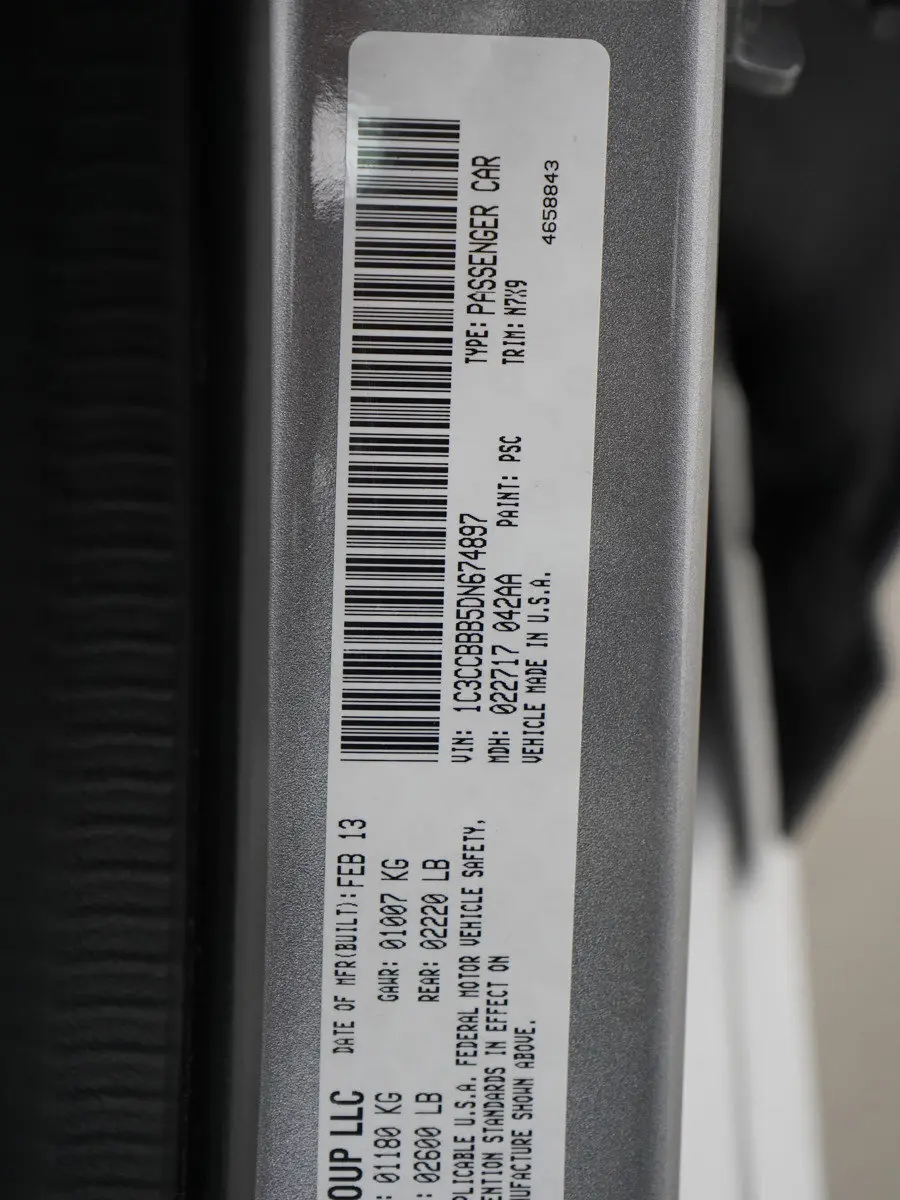 OUP LLC
DATE OF MFR(BUILT): FEB 13
: 01180 KG GAWR: 01007 KG
: 02600 LB REAR: 02220 LB
PLICABLE U.S.A. FEDERAL MOTOR VEHICLE SAFETY,
ENTION STANDARDS IN EFFECT ON
UFACTURE SHOWN ABOVE.
VIN: 1C3CCBBB5DN674897 TYPE: PASSENGER CAR
MDH: 022717 042AA PAINT: PSC TRIM: N7X9
VEHICLE MADE IN U.S.A. 4658843